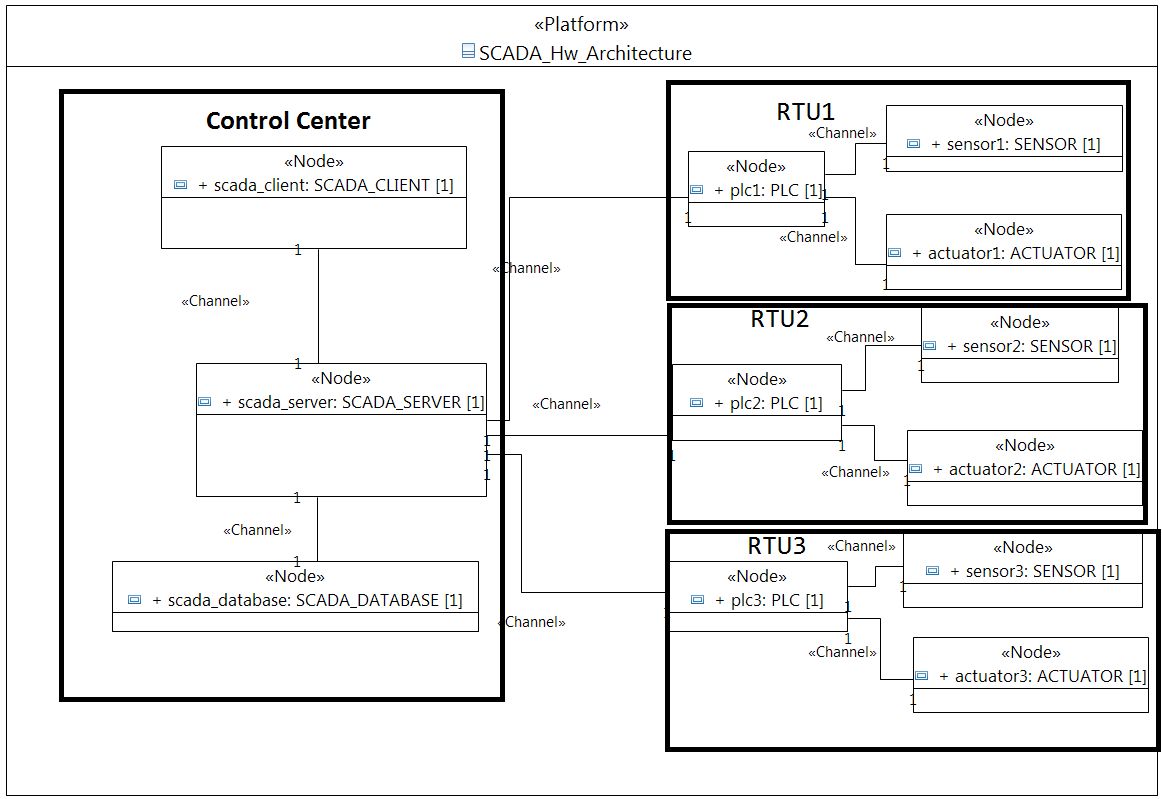 «Platform»
SCADA_Hw_Architecture
Control Center
«Node»
+ scada_client: SCADA_CLIENT [1]
1
«Channel»
1
«Node»
+ scada_server: SCADA_SERVER [1]
1
1
1
1
«Channel»
1
«Node»
+ scada_database: SCADA_DATABASE [1]
«Channel»
«Channel»
«Channel»
RTU1
«Channel»
«Node»
+ sensor1: SENSOR [1]
1
«Node»
+ plc1: PLC [1]
1
1
1
«Channel»
«Node»
+ actuator1: ACTUATOR [1]
1
RTU2
«Channel»
«Node»
+ sensor2: SENSOR [1]
1
«Node»
+ plc2: PLC [1]
1
1
1
«Channel»
«Node»
+ actuator2: ACTUATOR [1]
1
RTU3
«Channel»
«Node»
+ sensor3: SENSOR [1]
1
«Node»
+ plc3: PLC [1]
1
1
1
«Channel»
«Node»
+ actuator3: ACTUATOR [1]
1